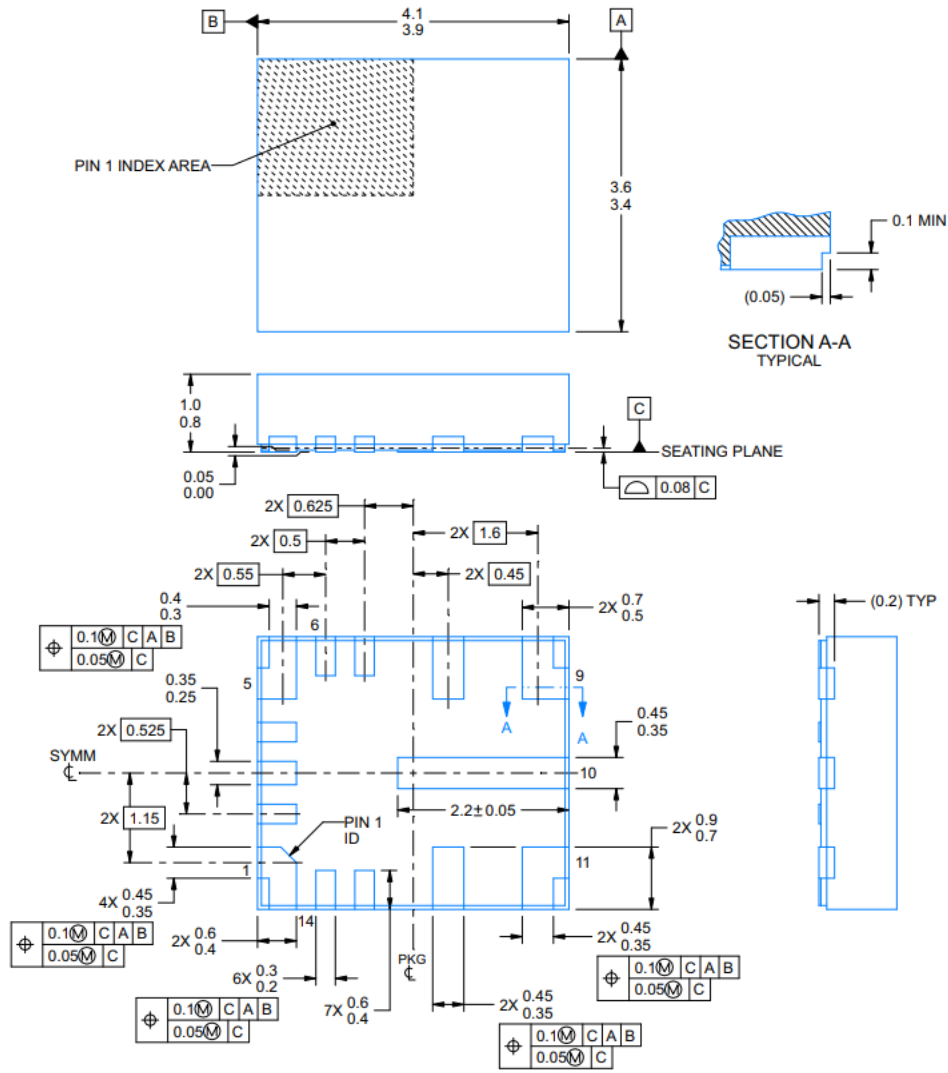 B
4.1
3.9
A
PIN 1 INDEX AREA
3.6
3.4
0.1 MIN
(0.05)
SECTION A-A
TYPICAL
1.0
0.8
C
SEATING PLANE
0.05
0.00
⌓ 0.08 C
2X 0.625
2X 0.5
2X 1.6
2X 0.55
2X 0.45
0.4
0.3
6
2X 0.7
0.5
(0.2) TYP
⌖ 0.1Ⓜ C A B
0.05Ⓜ C
5
9
0.35
0.25
A
A
0.45
0.35
2X 0.525
SYMM
℄
10
2.2±0.05
2X 1.15
PIN 1
ID
2X 0.9
0.7
1
11
4X 0.45
0.35
14
⌖ 0.1Ⓜ C A B
0.05Ⓜ C
2X 0.6
0.4
PKG
℄
2X 0.45
0.35
⌖ 0.1Ⓜ C A B
0.05Ⓜ C
6X 0.3
0.2
7X 0.6
0.4
2X 0.45
0.35
⌖ 0.1Ⓜ C A B
0.05Ⓜ C
⌖ 0.1Ⓜ C A B
0.05Ⓜ C